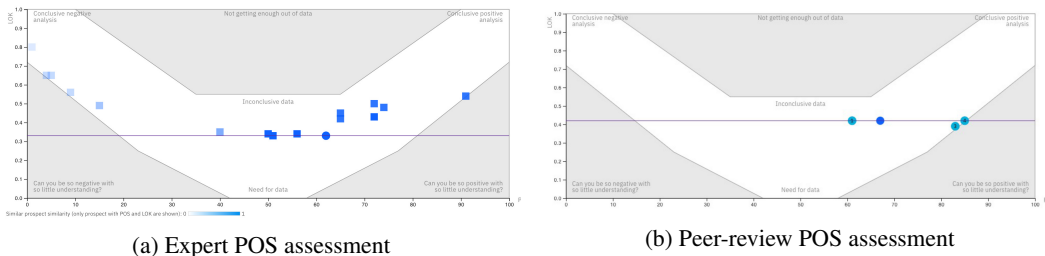 LOK
Conclusive negative
analysis
Not getting enough out of data
Conclusive positive
analysis
1.0
0.9
0.8
0.7
0.6
0.5
0.4
0.3
0.2
0.1
0.0
Inconclusive data
Can you be so negative with
so little understanding?
Need for data
Can you be so positive with
so little understanding?
0 10 20 30 40 50 60 70 80 90 100
Similar prospect similarity (only prospect with POS and LOK are shown): 0 1
(a) Expert POS assessment
LOK
Conclusive negative
analysis
Not getting enough out of data
Conclusive positive
analysis
1.0
0.9
0.8
0.7
0.6
0.5
0.4
0.3
0.2
0.1
0.0
Inconclusive data
Can you be so negative with
so little understanding?
Need for data
Can you be so positive with
so little understanding?
0 10 20 30 40 50 60 70 80 90 100
(b) Peer-review POS assessment